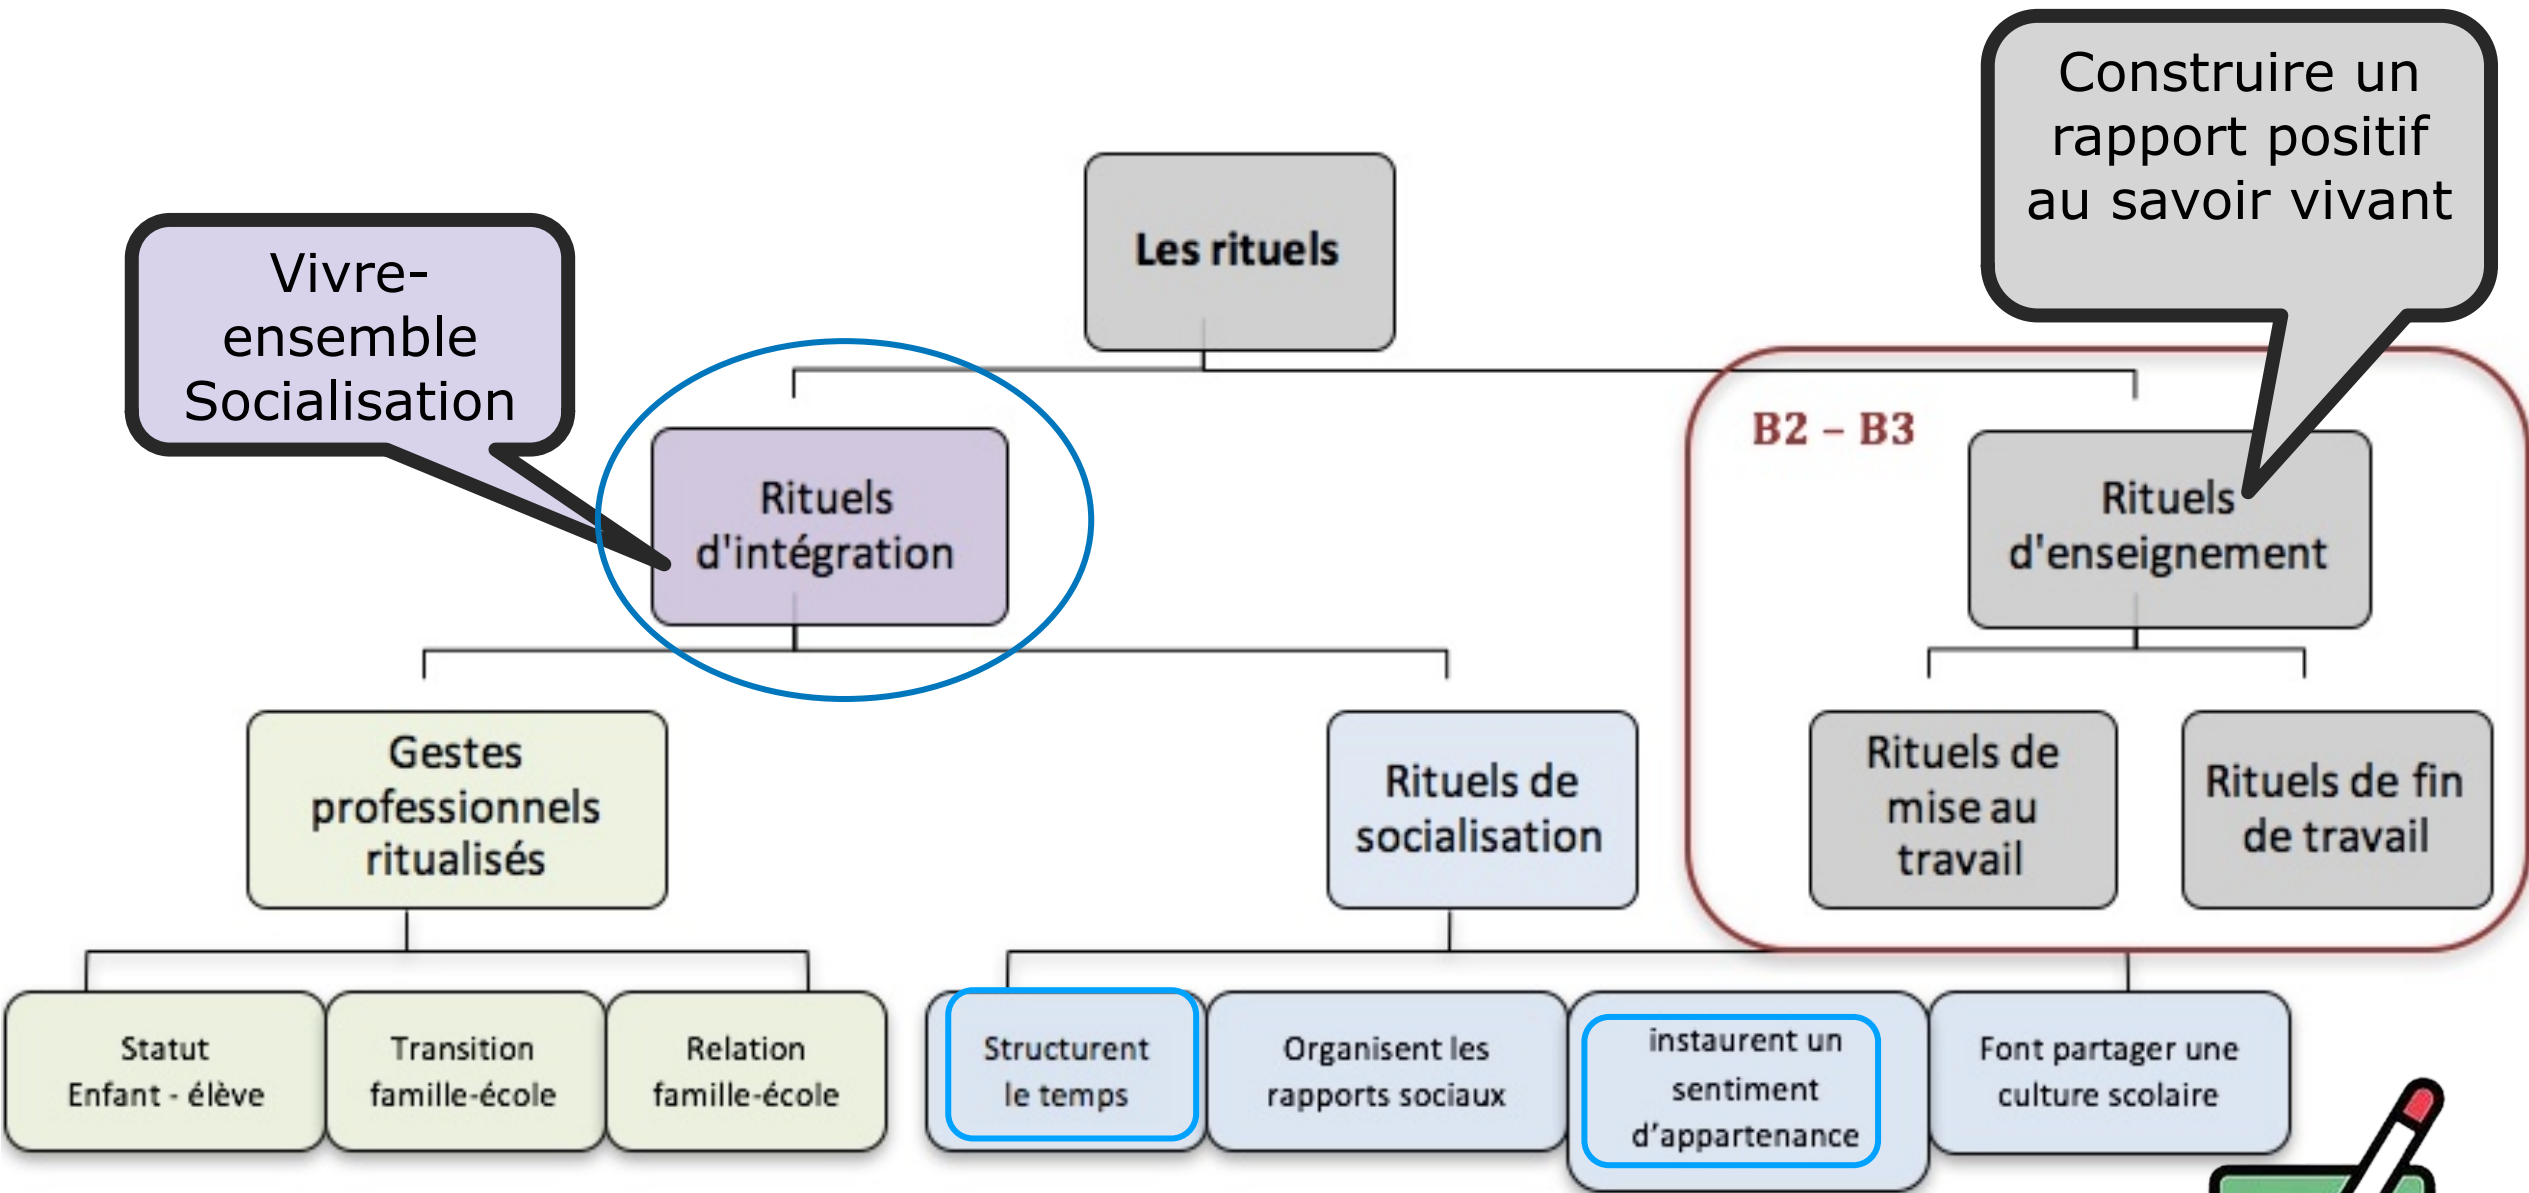 Construire un
rapport positif
au savoir vivant
Les rituels
Vivre-
ensemble
Socialisation
B2 – B3
Rituels
d'intégration
Rituels
d'enseignement
Gestes
professionnels
ritualisés
Rituels de
socialisation
Rituels de
mise au
travail
Rituels de fin
de travail
Statut
Enfant - élève
Transition
famille-école
Relation
famille-école
Structurent
le temps
Organisent les
rapports sociaux
instaurent un
sentiment
d’appartenance
Font partager une
culture scolaire